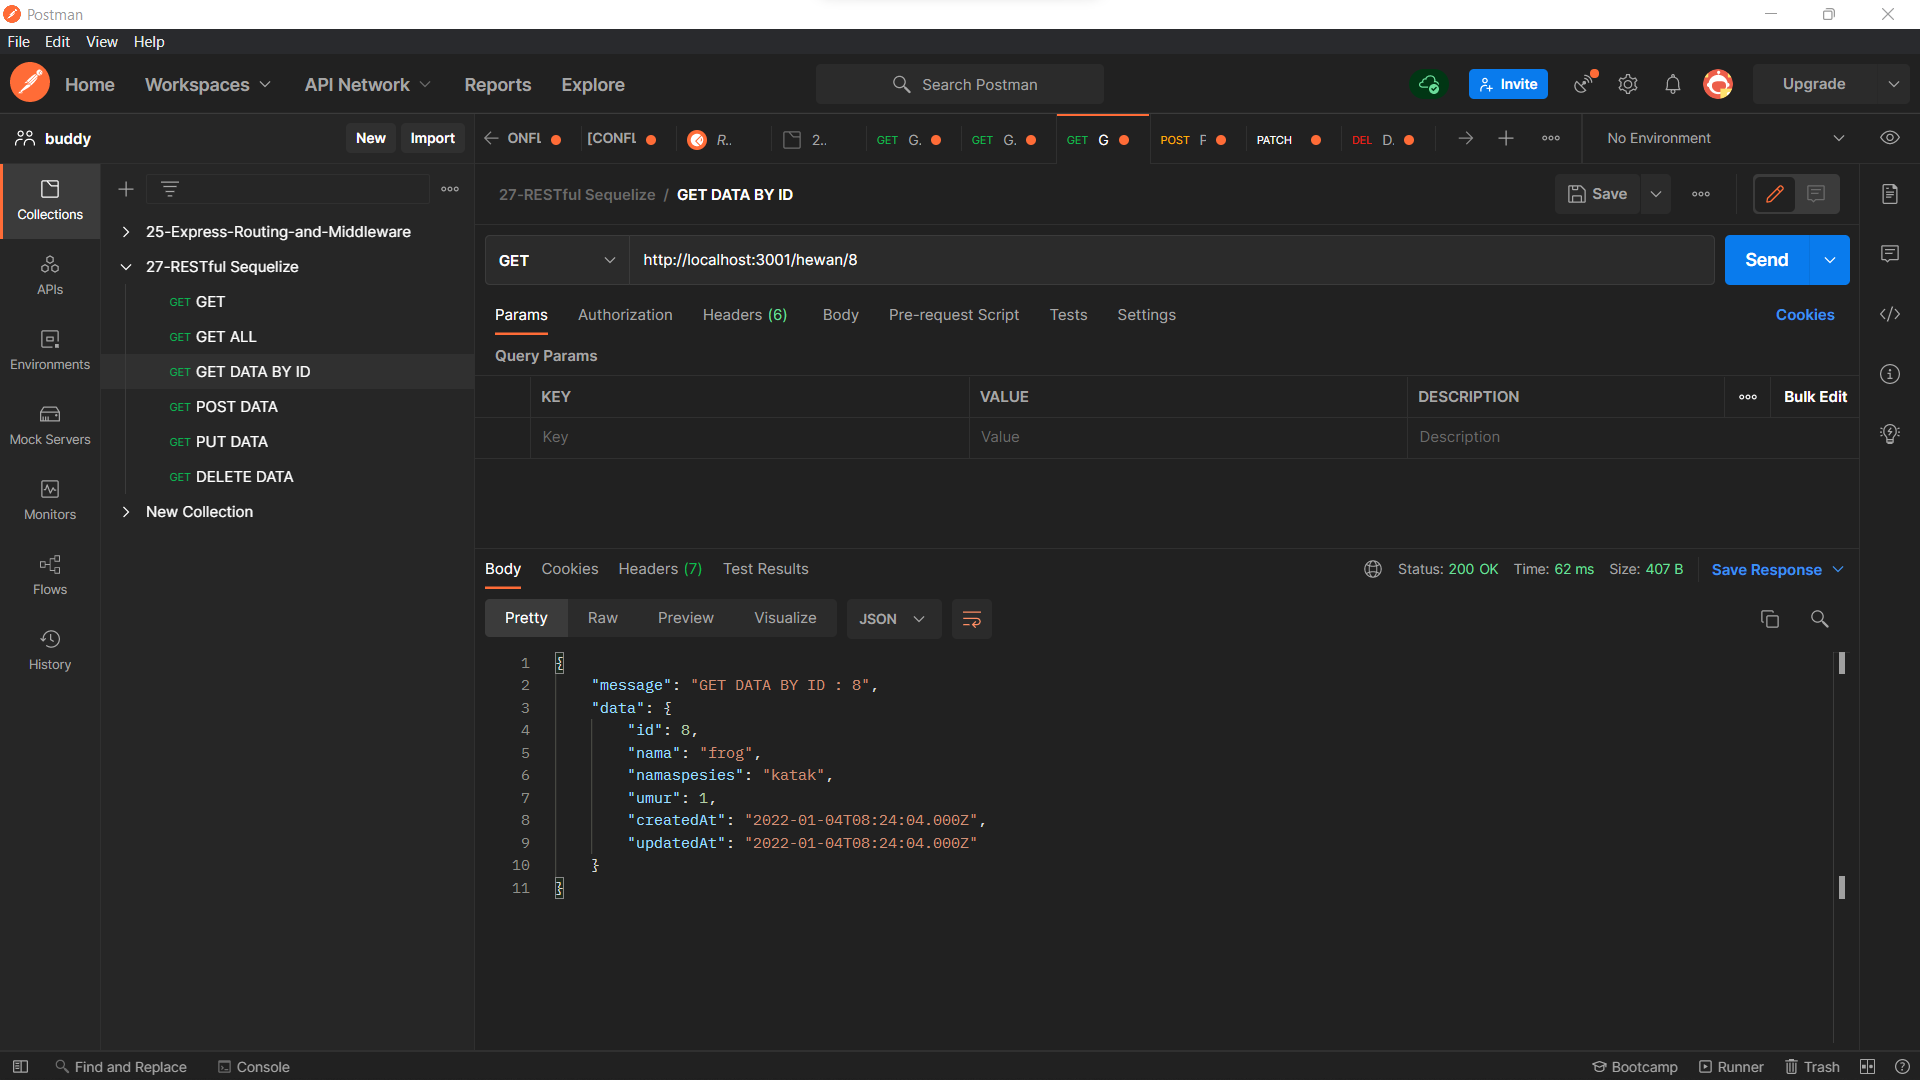 Postman
File Edit View Help
Home Workspaces API Network Reports Explore Search Postman Invite Upgrade
buddy New Import
ONFL [CONFL R.. 2.. GET G. GET G. GET G POST F PATCH DEL D. No Environment
Collections
APIs
Environments
Mock Servers
Monitors
Flows
History
25-Express-Routing-and-Middleware
27-RESTful Sequelize
GET GET
GET GET ALL
GET GET DATA BY ID
GET POST DATA
GET PUT DATA
GET DELETE DATA
New Collection
27-RESTful Sequelize / GET DATA BY ID Save
GET http://localhost:3001/hewan/8 Send
Params Authorization Headers (6) Body Pre-request Script Tests Settings Cookies
Query Params
KEY VALUE DESCRIPTION Bulk Edit
Key Value Description
Body Cookies Headers (7) Test Results Status: 200 OK Time: 62 ms Size: 407 B Save Response
Pretty Raw Preview Visualize JSON
1 {
2 "message": "GET DATA BY ID : 8",
3 "data": {
4 "id": 8,
5 "nama": "frog",
6 "namaspesies": "katak",
7 "umur": 1,
8 "createdAt": "2022-01-04T08:24:04.000Z",
9 "updatedAt": "2022-01-04T08:24:04.000Z"
10 }
11 }
Find and Replace Console Bootcamp Runner Trash